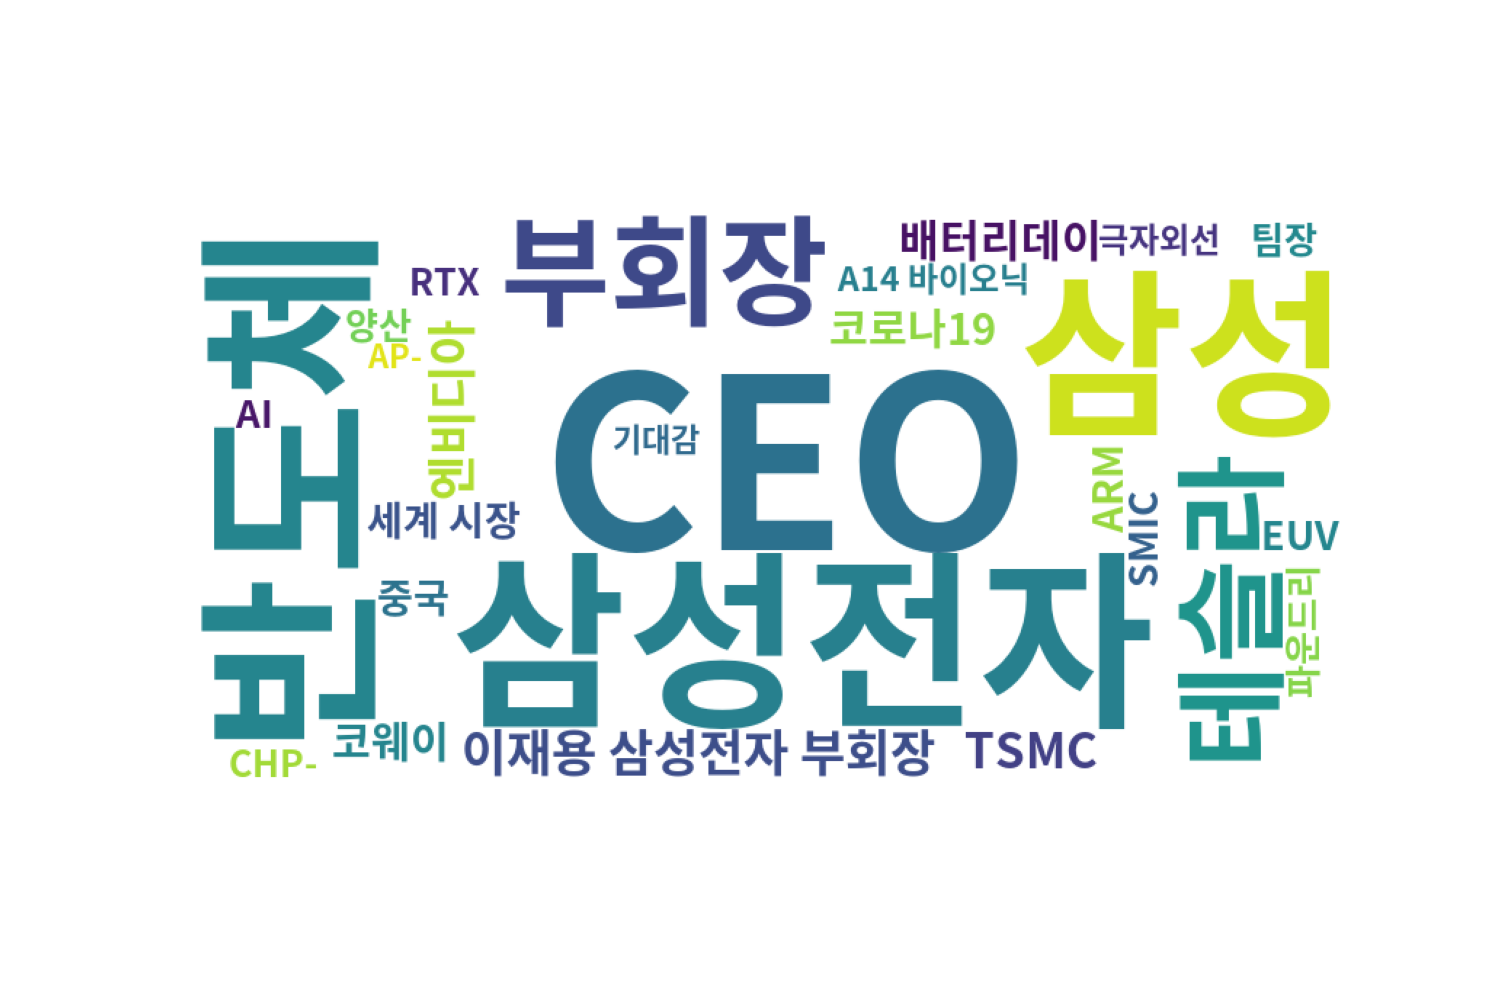 부회장
배터리데이
극자외선
팀장
반도체
RTX
A14 바이오닉
삼성
양산
코로나19
AP-
엔비디아
CEO
AI
기대감
ARM
테슬라
세계 시장
SMIC
EUV
삼성전자
중국
파운드리
코웨이
이재용 삼성전자 부회장
TSMC
CHP-